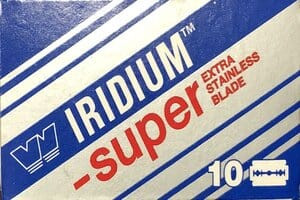 IRIDIUM™
-super
EXTRA
STAINLESS
BLADE
10